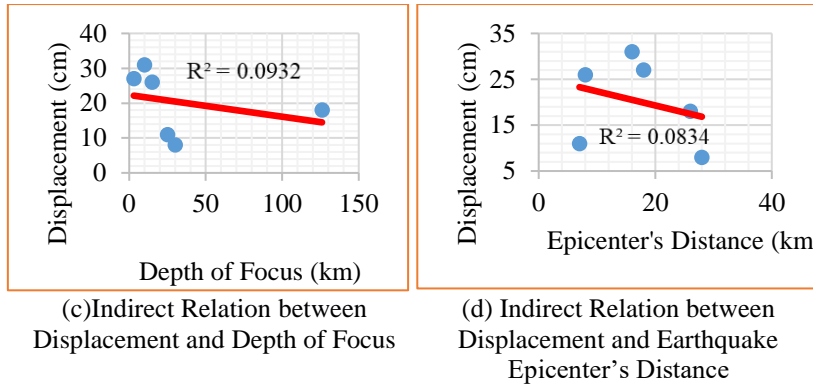 40
30
20
10
0
Displacement (cm)
R² = 0.0932
0 50 100 150
Depth of Focus (km)
(c)Indirect Relation between
Displacement and Depth of Focus
35
25
15
5
Displacement (cm)
R² = 0.0834
0 20 40
Epicenter's Distance (km
(d) Indirect Relation between
Displacement and Earthquake
Epicenter’s Distance